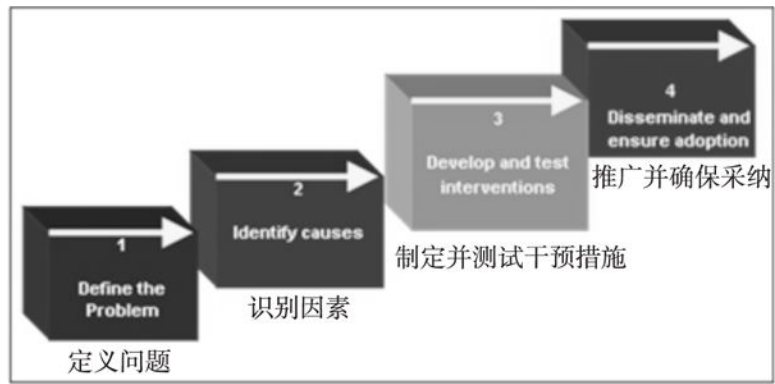 1
Define the
Problem
定义问题
2
Identify causes
识别因素
3
Develop and test
interventions
制定并测试干预措施
4
Disseminate and
ensure adoption
推广并确保采纳